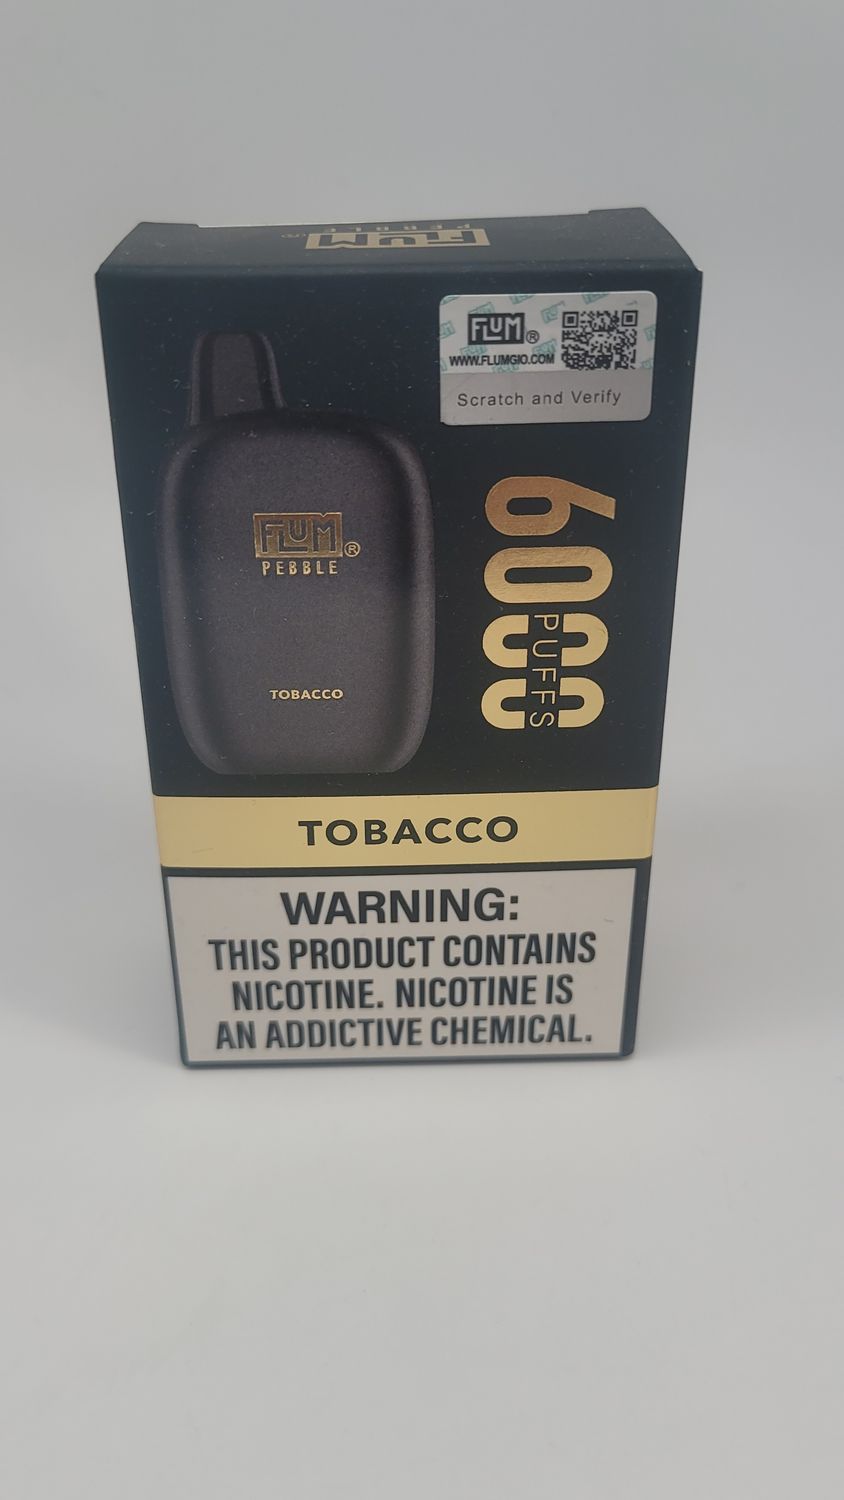 FLUM®
PEBBLE
FLUM®
WWW.FLUMGIO.COM
Scratch and Verify
FLUM®
PEBBLE
TOBACCO
6000
PUFFS
TOBACCO
WARNING:
THIS PRODUCT CONTAINS
NICOTINE. NICOTINE IS
AN ADDICTIVE CHEMICAL.